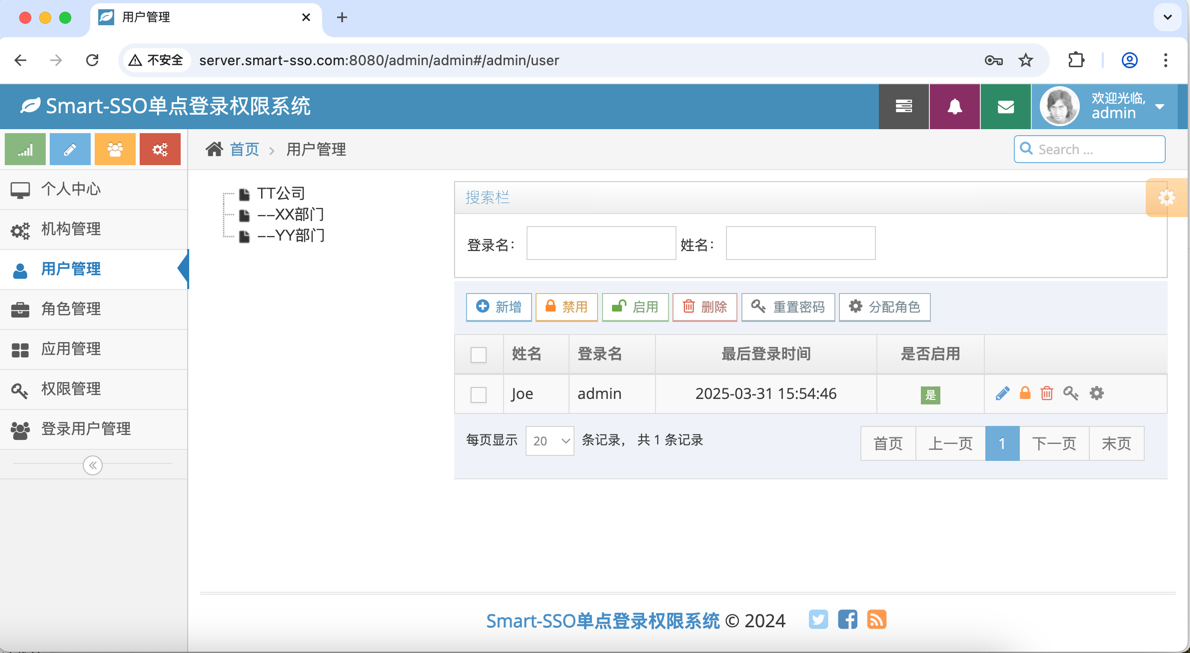 用户管理
不安全 server.smart-sso.com:8080/admin/admin#/admin/user
Smart-SSO单点登录权限系统
欢迎光临,
admin
首页 用户管理
Search ...
个人中心
机构管理
用户管理
角色管理
应用管理
权限管理
登录用户管理
TT公司
--XX部门
--YY部门
搜索栏
登录名: 姓名:
新增 禁用 启用 删除 重置密码 分配角色
姓名 登录名 最后登录时间 是否启用
Joe admin 2025-03-31 15:54:46 是
每页显示 20 条记录, 共 1 条记录
首页 上一页 1 下一页 末页
Smart-SSO单点登录权限系统 © 2024